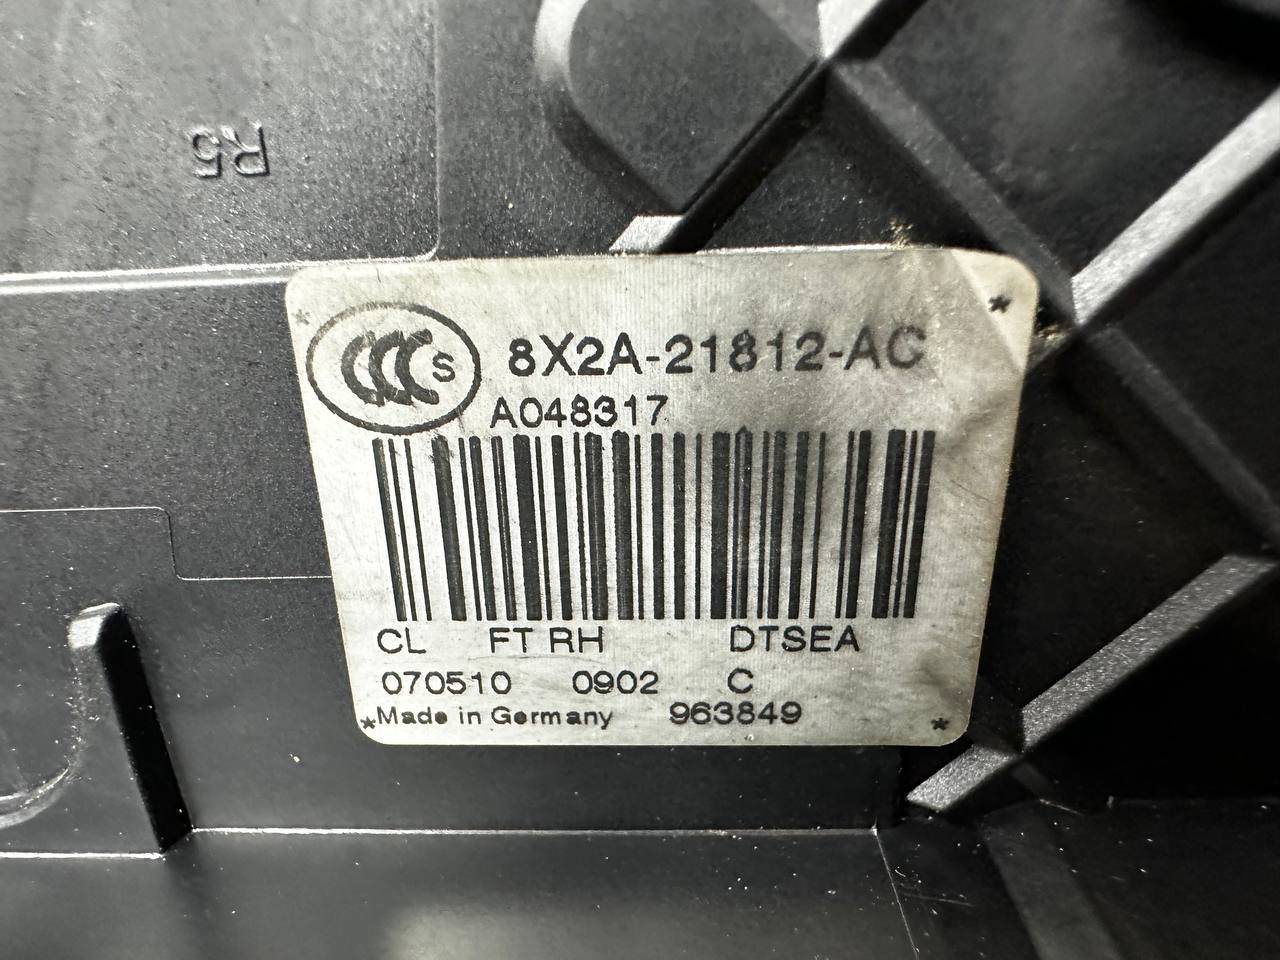 R5
CCC S
8X2A-21812-AC
A048317
CL FT RH DTSEA
070510 0902 C
*Made in Germany 963849 *